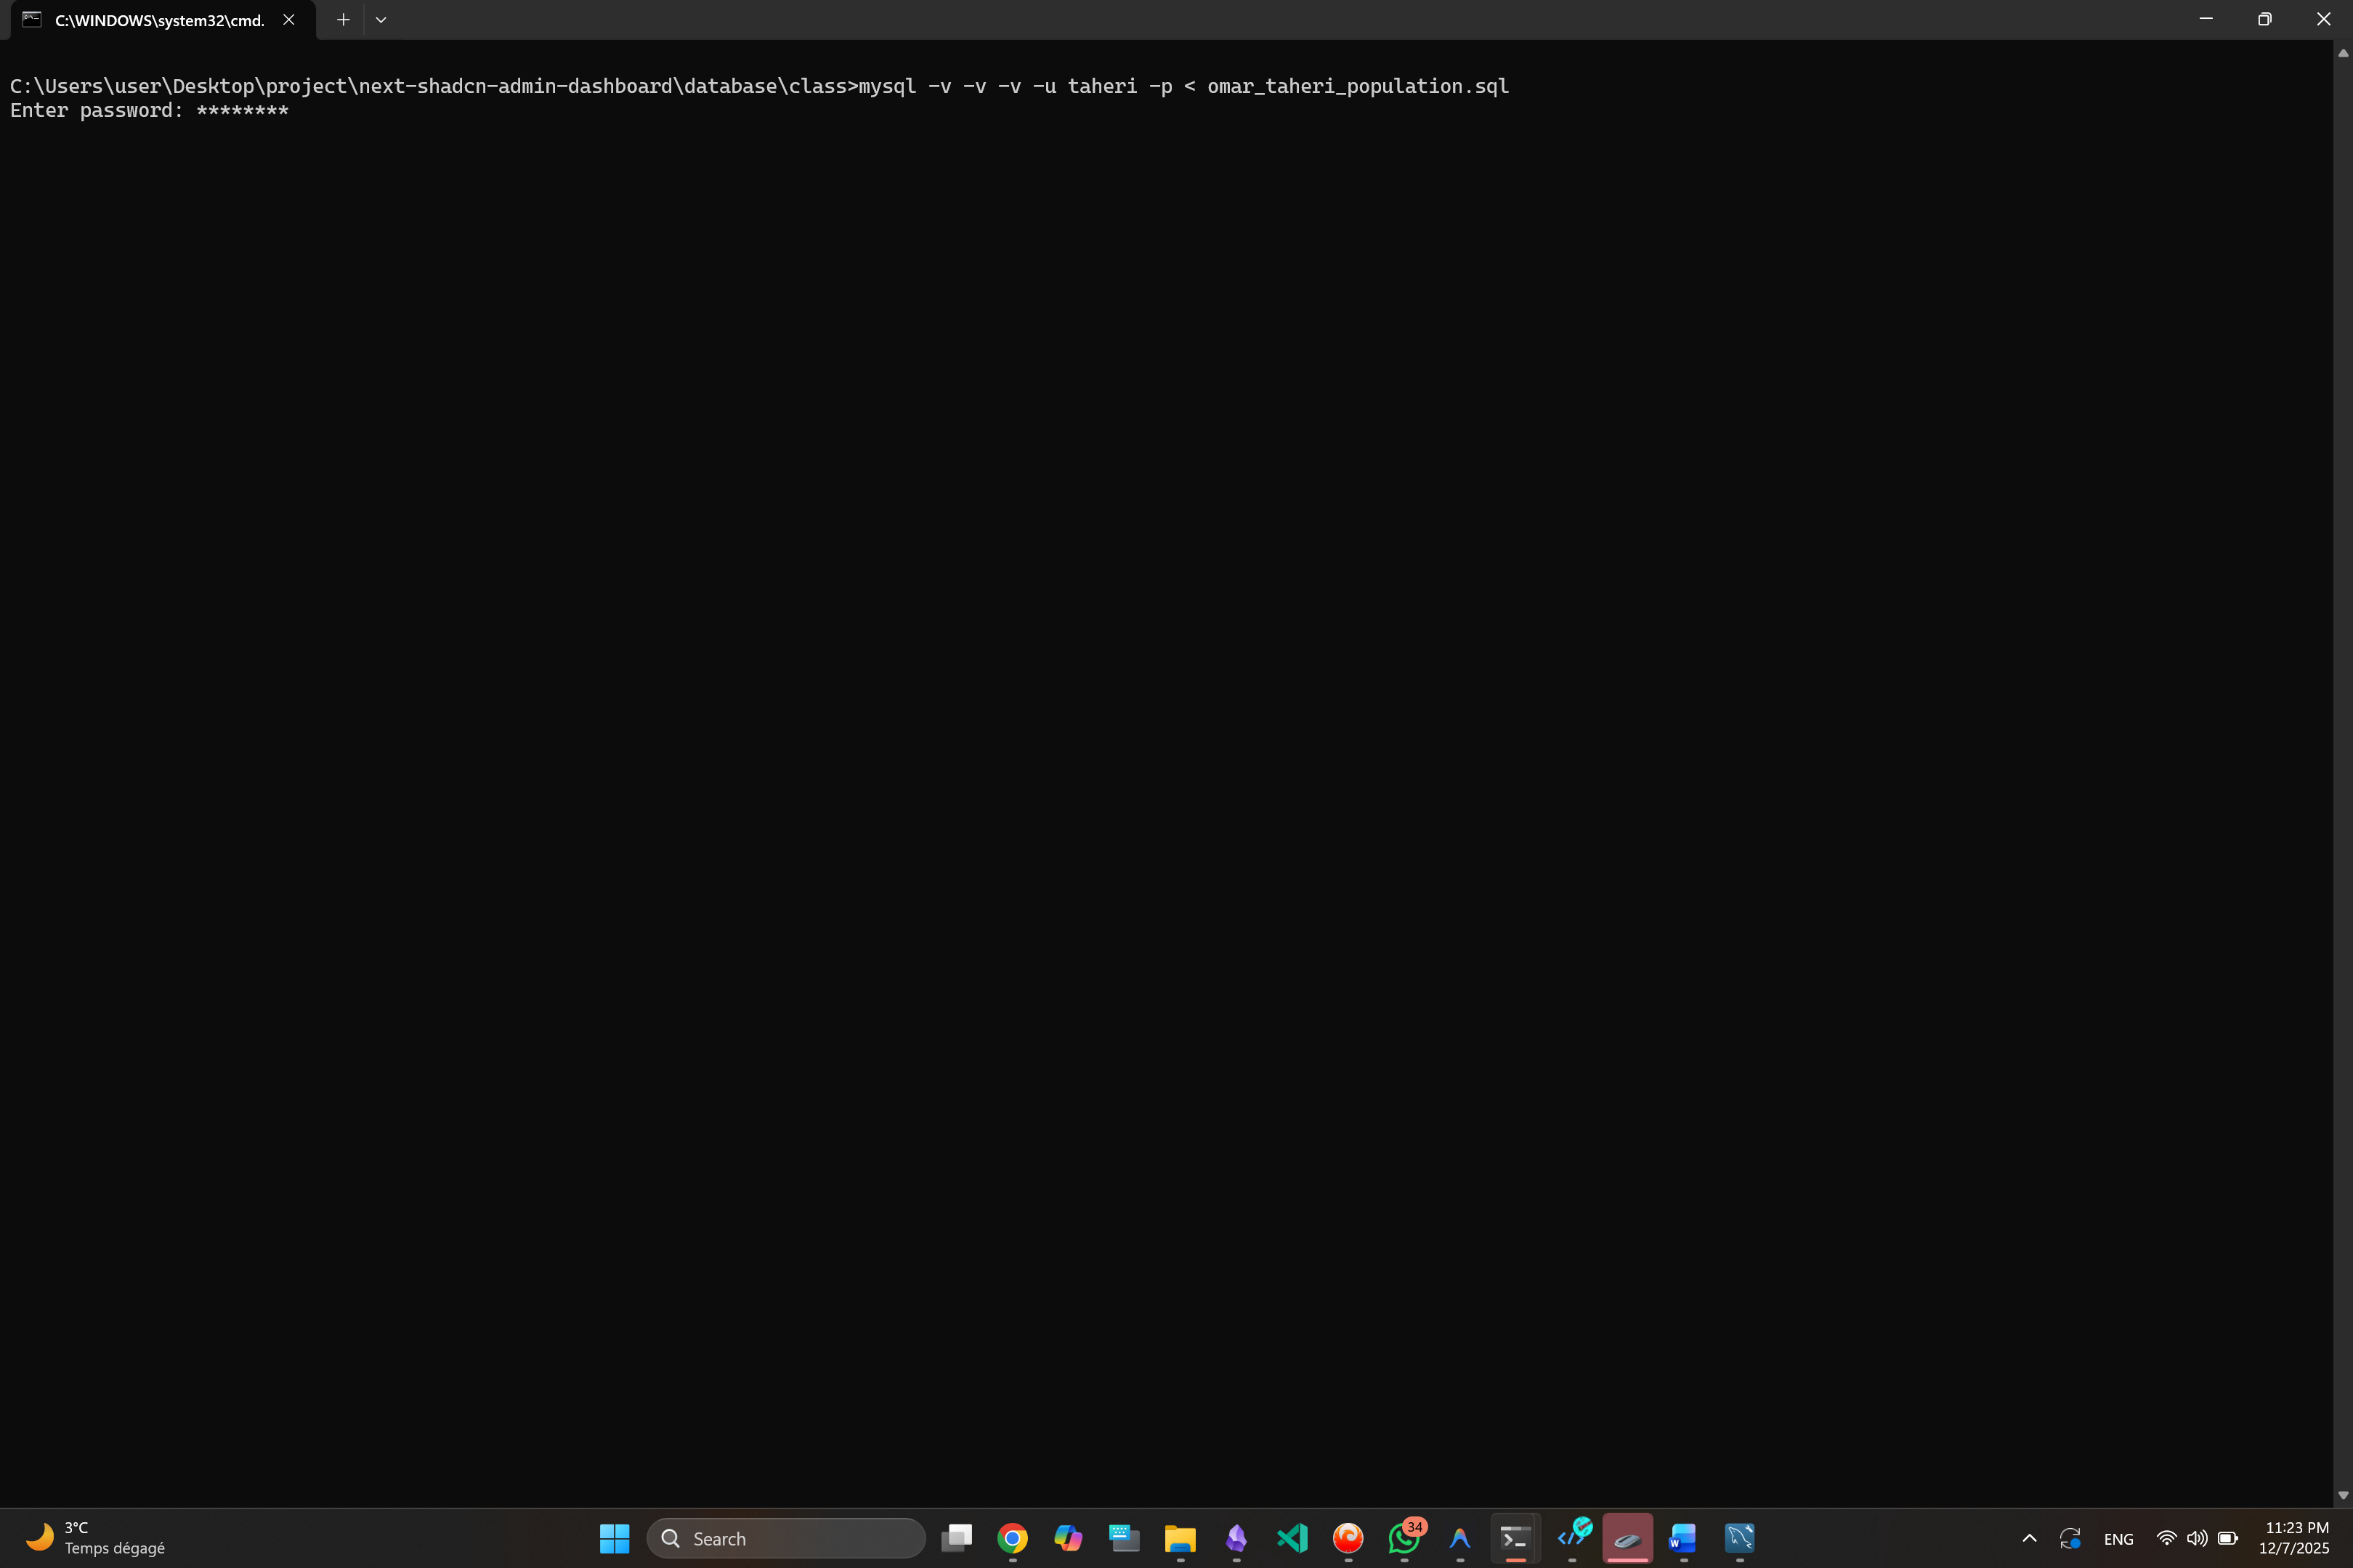 C:\WINDOWS\system32\cmd.
C:\Users\user\Desktop\project\next-shadcn-admin-dashboard\database\class>mysql -v -v -v -u taheri -p < omar_taheri_population.sql
Enter password: ********
3°C
Temps dégagé
Search
34
ENG
11:23 PM
12/7/2025